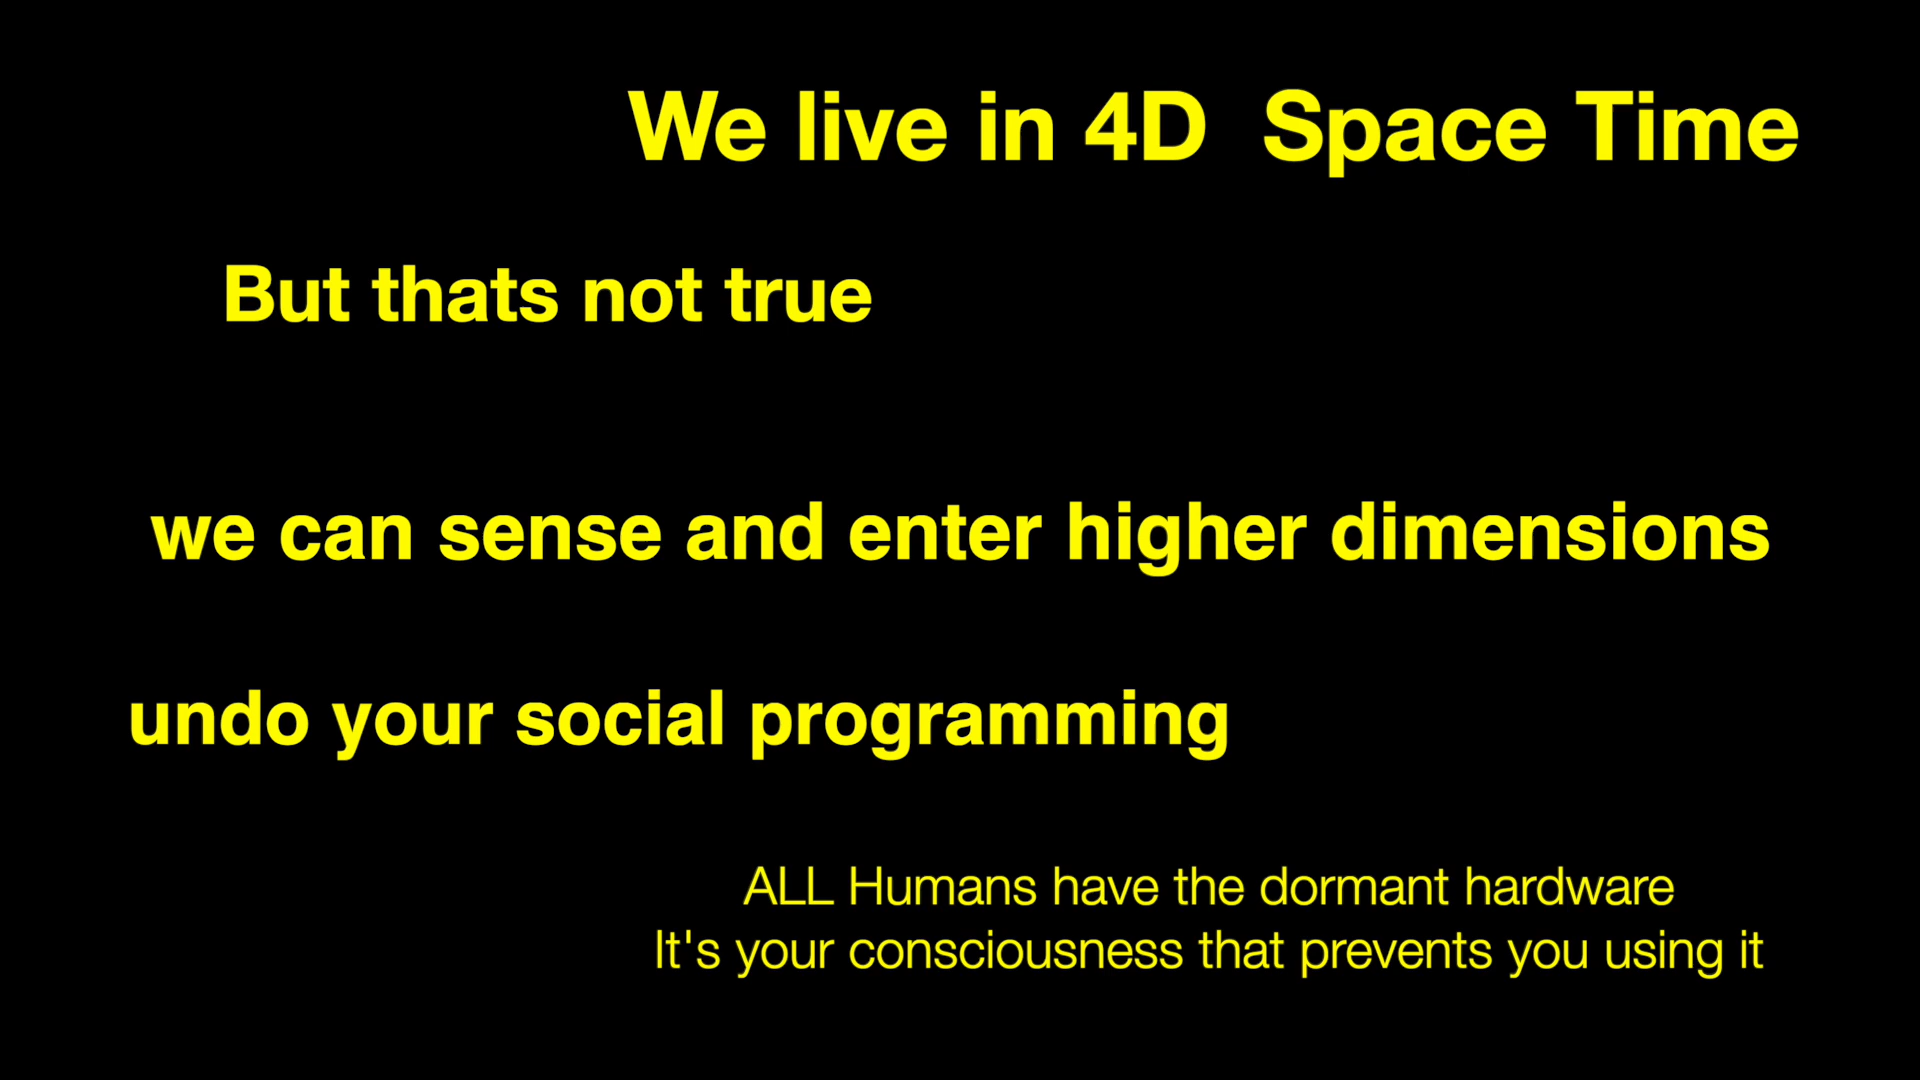 We live in 4D  Space Time
But thats not true
we can sense and enter higher dimensions
undo your social programming
ALL Humans have the dormant hardware
It's your consciousness that prevents you using it